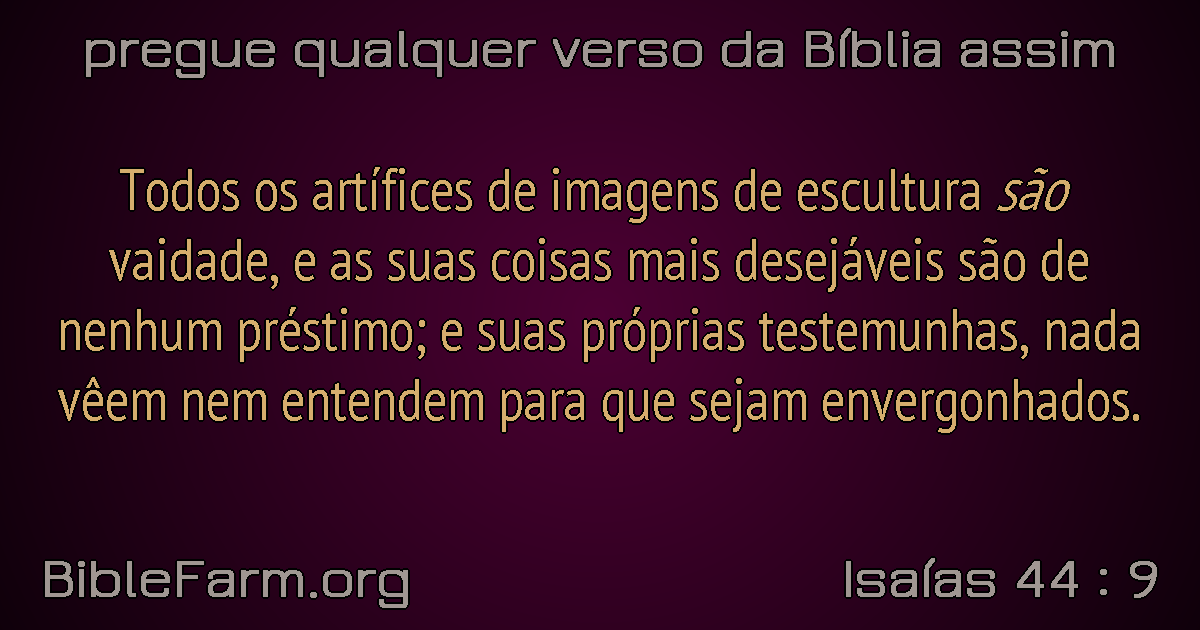 pregue qualquer verso da Bíblia assim
Todos os artífices de imagens de escultura são
vaidade, e as suas coisas mais desejáveis são de
nenhum préstimo; e suas próprias testemunhas, nada
vêem nem entendem para que sejam envergonhados.
BibleFarm.org
Isaías 44 : 9